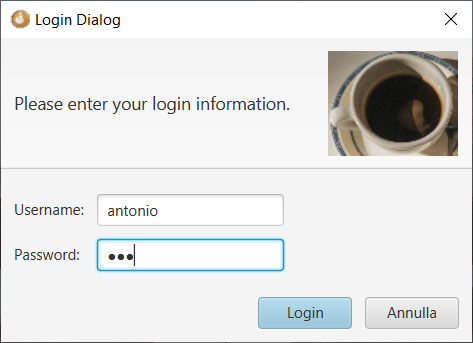 Login Dialog
Please enter your login information.
Username: antonio
Password: •••
Login Annulla